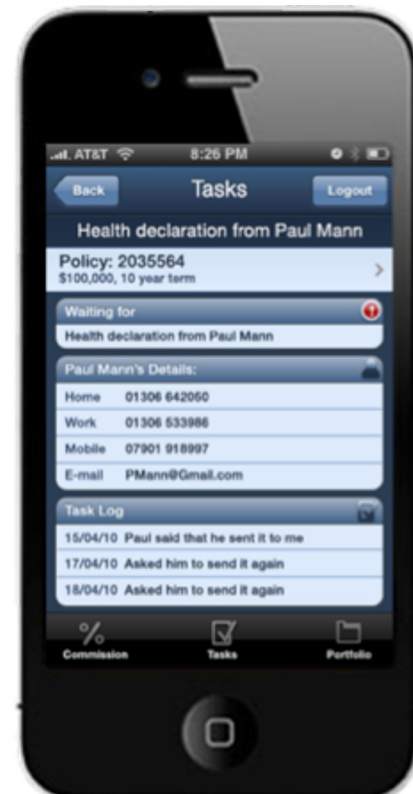 AT&T 8:26 PM
Back Tasks Logout
Health declaration from Paul Mann
Policy: 2035564
$100,000, 10 year term
Waiting for
Health declaration from Paul Mann
Paul Mann's Details:
Home 01306 642050
Work 01306 533986
Mobile 07901 918997
E-mail PMann@Gmail.com
Task Log
15/04/10 Paul said that he sent it to me
17/04/10 Asked him to send it again
18/04/10 Asked him to send it again
Commission Tasks Portfolio